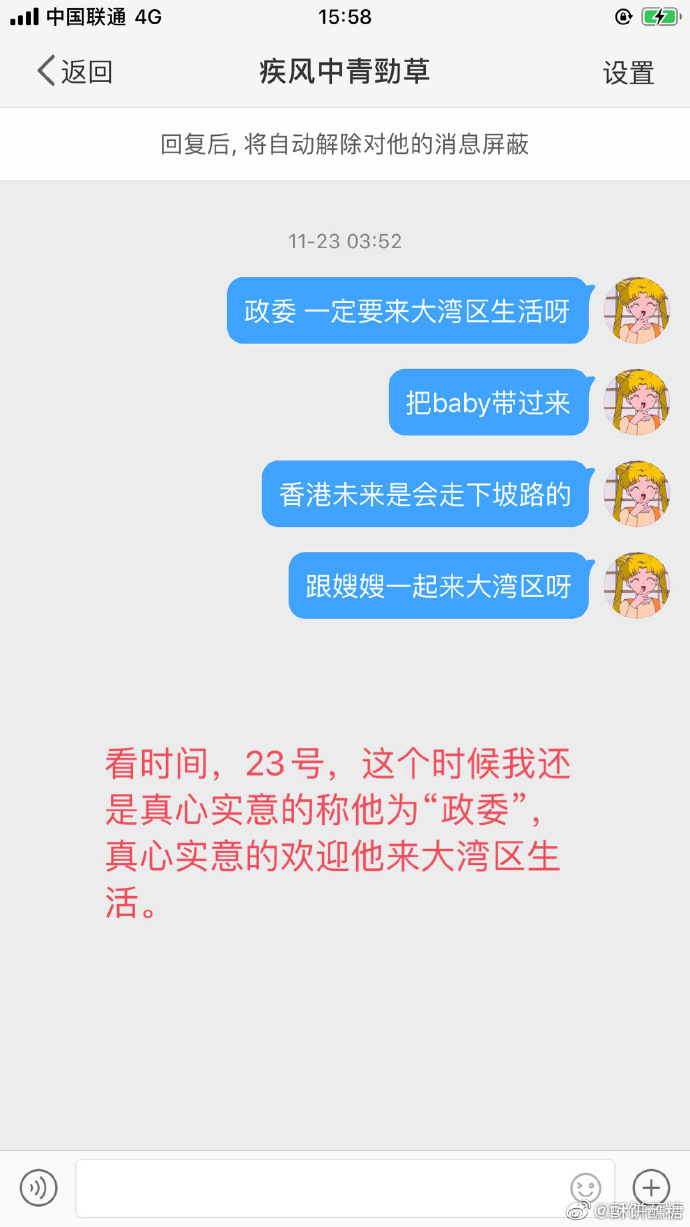 中国联通 4G 15:58
返回 疾风中青勁草 设置
回复后, 将自动解除对他的消息屏蔽
11-23 03:52
政委 一定要来大湾区生活呀
把baby带过来
香港未来是会走下坡路的
跟嫂嫂一起来大湾区呀
看时间，23号，这个时候我还
是真心实意的称他为“政委”，
真心实意的欢迎他来大湾区生
活。
@酥饼蘸糖